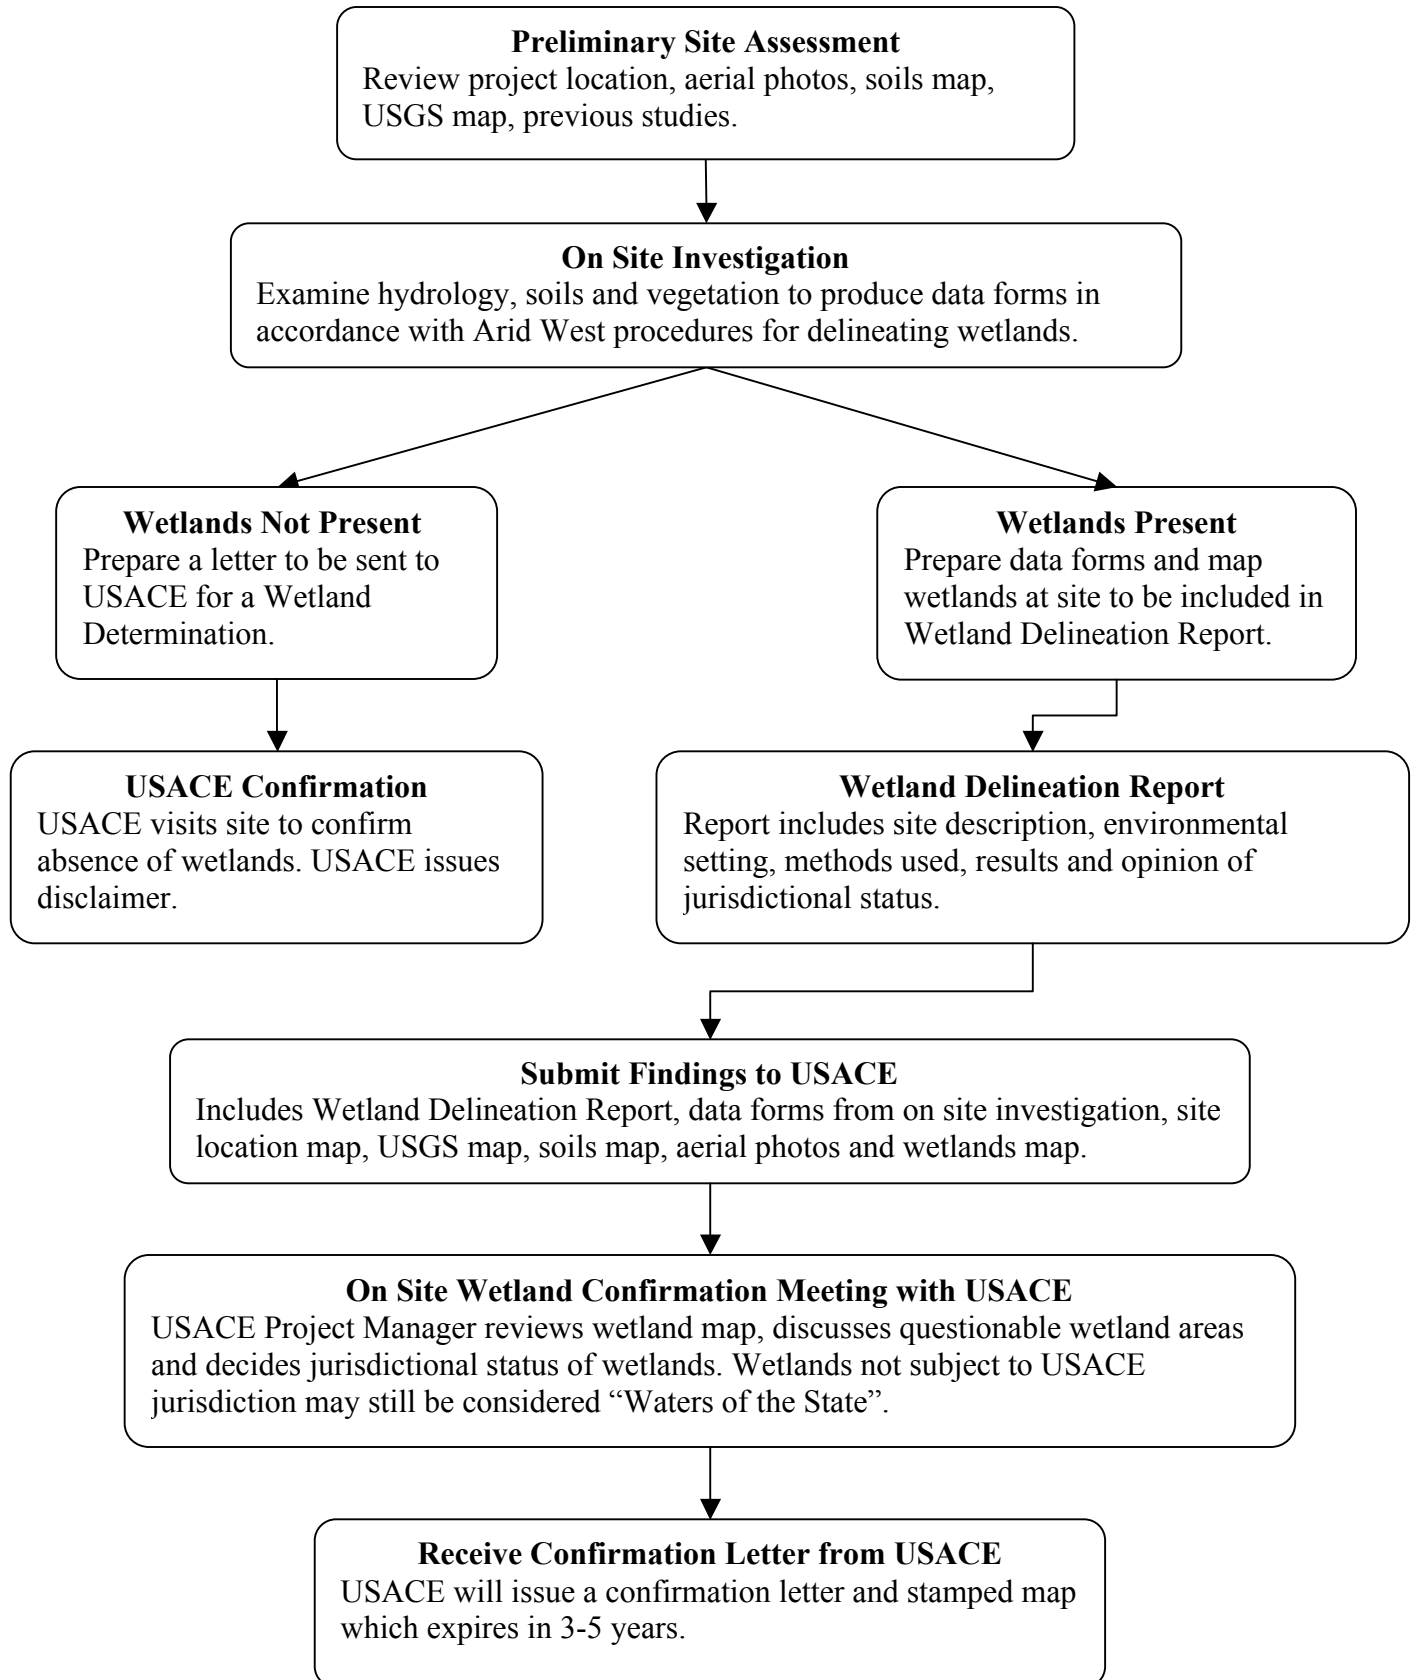 Preliminary Site Assessment
Review project location, aerial photos, soils map,
USGS map, previous studies.
On Site Investigation
Examine hydrology, soils and vegetation to produce data forms in
accordance with Arid West procedures for delineating wetlands.
Wetlands Not Present
Prepare a letter to be sent to
USACE for a Wetland
Determination.
Wetlands Present
Prepare data forms and map
wetlands at site to be included in
Wetland Delineation Report.
USACE Confirmation
USACE visits site to confirm
absence of wetlands. USACE issues
disclaimer.
Wetland Delineation Report
Report includes site description, environmental
setting, methods used, results and opinion of
jurisdictional status.
Submit Findings to USACE
Includes Wetland Delineation Report, data forms from on site investigation, site
location map, USGS map, soils map, aerial photos and wetlands map.
On Site Wetland Confirmation Meeting with USACE
USACE Project Manager reviews wetland map, discusses questionable wetland areas
and decides jurisdictional status of wetlands. Wetlands not subject to USACE
jurisdiction may still be considered “Waters of the State”.
Receive Confirmation Letter from USACE
USACE will issue a confirmation letter and stamped map
which expires in 3-5 years.